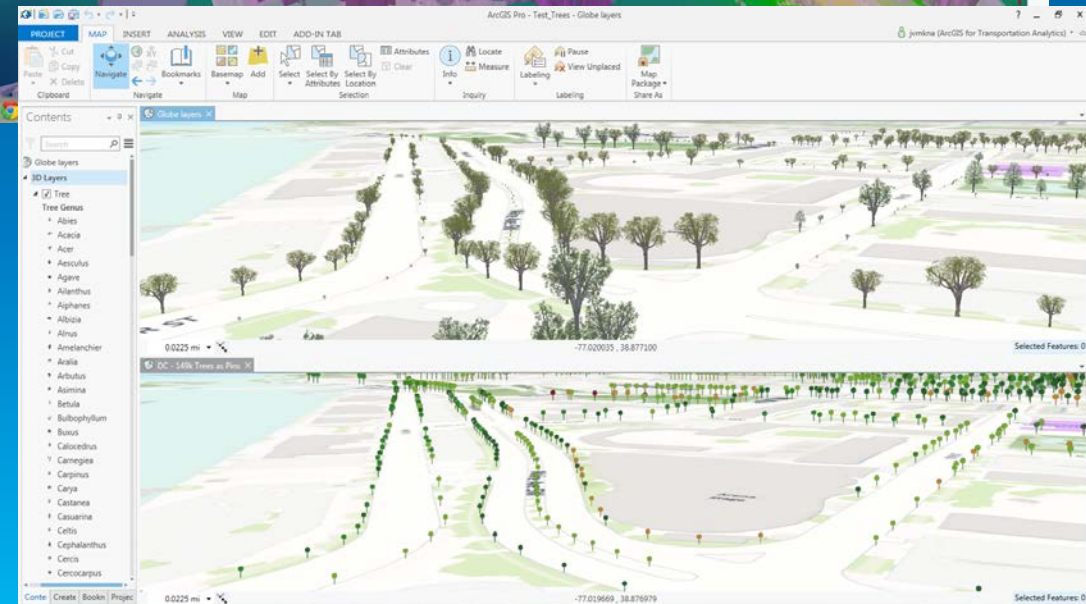 ArcGIS Pro - Test_Trees - Globe layers
PROJECT MAP INSERT ANALYSIS VIEW EDIT ADD-IN TAB
jvmkna (ArcGIS for Transportation Analytics)
Paste Cut Copy Delete
Navigate Bookmarks
Basemap Add
Select Select By Attributes Select By Location Attributes Clear
Info Locate Measure
Labeling Pause View Unplaced
Map Package
Clipboard Navigate Map Selection Inquiry Labeling Share As
Contents
Search
Globe layers
3D Layers
Tree
Tree Genus
Abies
Acacia
Acer
Aesculus
Agave
Ailanthus
Aiphanes
Albizia
Alnus
Amelanchier
Aralia
Arbutus
Asimina
Betula
Bulbophyllum
Buxus
Calocedrus
Carnegiea
Carpinus
Carya
Castanea
Casuarina
Celtis
Cephalanthus
Cercis
Cercocarpus
Conte Create Bookn Projec
Globe layers
ST
0.0225 mi -77.020035 , 38.877100 Selected Features: 0
DC - 149k Trees as Pins
0.0225 mi -77.019669 , 38.876979 Selected Features: 0